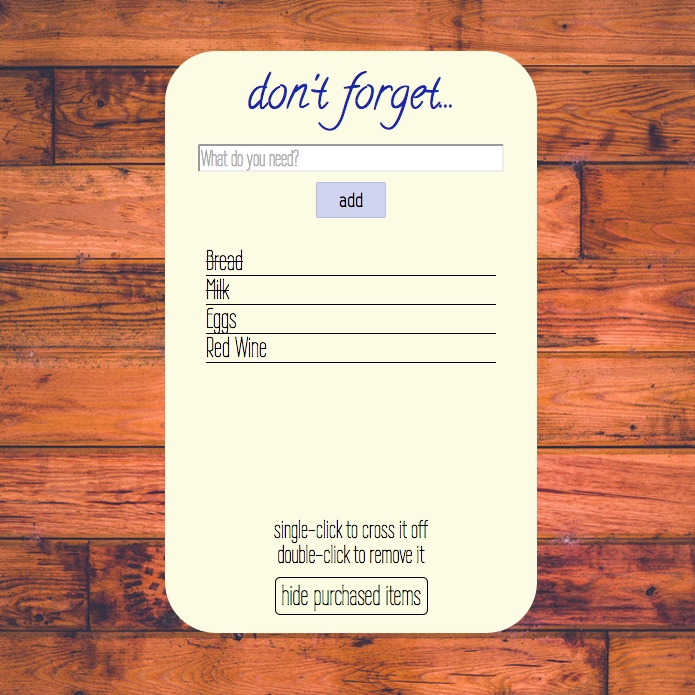 don't forget...
What do you need?
add
Bread
Milk
Eggs
Red Wine
single-click to cross it off
double-click to remove it
hide purchased items